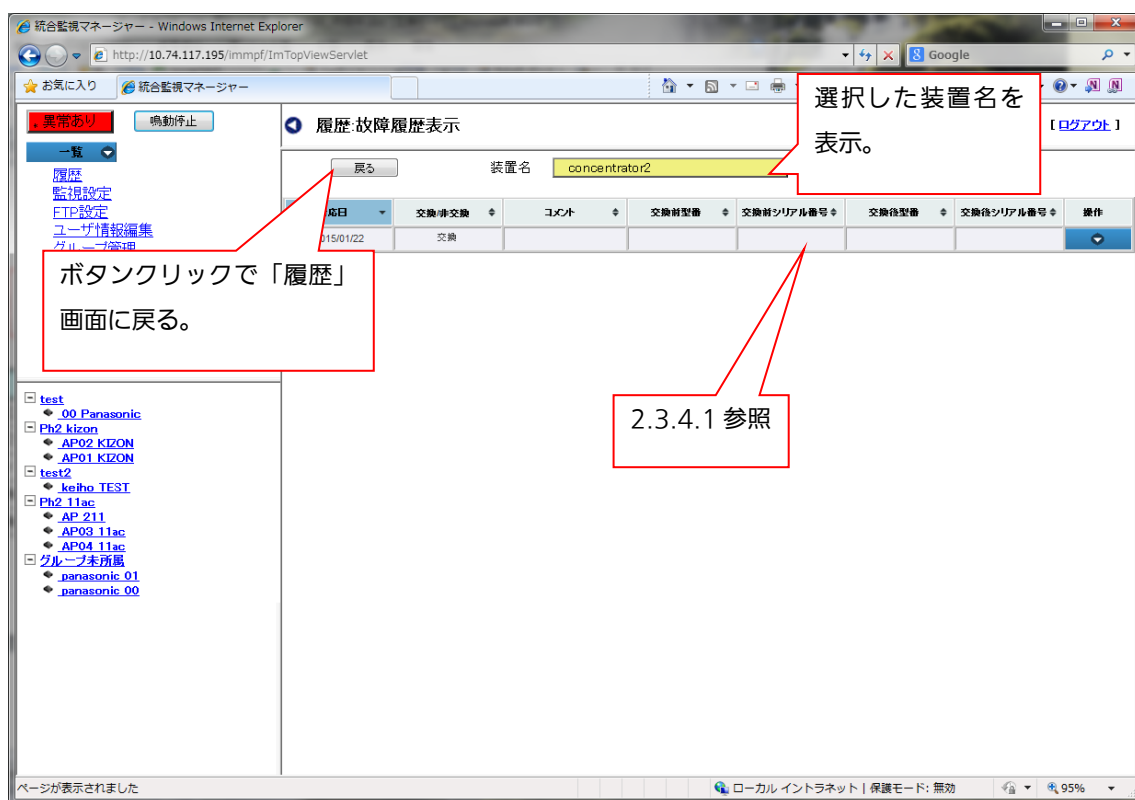 統合監視マネージャー - Windows Internet Explorer
http://10.74.117.195/immpf/ImTopViewServlet
Google
お気に入り
統合監視マネージャー
異常あり
鳴動停止
履歴:故障履歴表示
[ログアウト]
選択した装置名を
表示。
一覧
履歴
監視設定
FTP設定
ユーザ情報編集
グループ管理
戻る
装置名
concentrator2
応日
交換/非交換
コメント
交換前型番
交換前シリアル番号
交換後型番
交換後シリアル番号
操作
015/01/22
交換
ボタンクリックで「履歴」
画面に戻る。
2.3.4.1 参照
test
00 Panasonic
Ph2 kizon
AP02 KIZON
AP01 KIZON
test2
keiho TEST
Ph2 11ac
AP 211
AP03 11ac
AP04 11ac
グループ未所属
panasonic 01
panasonic 00
ページが表示されました
ローカル イントラネット | 保護モード: 無効
95%